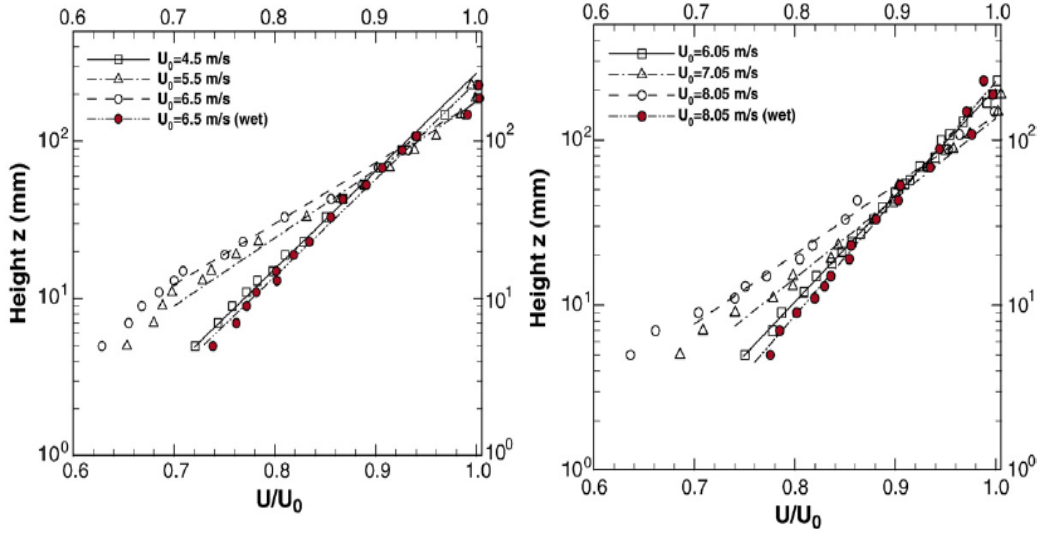 0.6 0.7 0.8 0.9 1.0
U₀=4.5 m/s
U₀=5.5 m/s
U₀=6.5 m/s
U₀=6.5 m/s (wet)
Height z (mm)
10² 10²
10¹ 10¹
10⁰ 10⁰
0.6 0.7 0.8 0.9 1.0
U/U₀
0.6 0.7 0.8 0.9 1.0
U₀=6.05 m/s
U₀=7.05 m/s
U₀=8.05 m/s
U₀=8.05 m/s (wet)
Height z (mm)
10² 10²
10¹ 10¹
10⁰ 10⁰
0.6 0.7 0.8 0.9 1.0
U/U₀